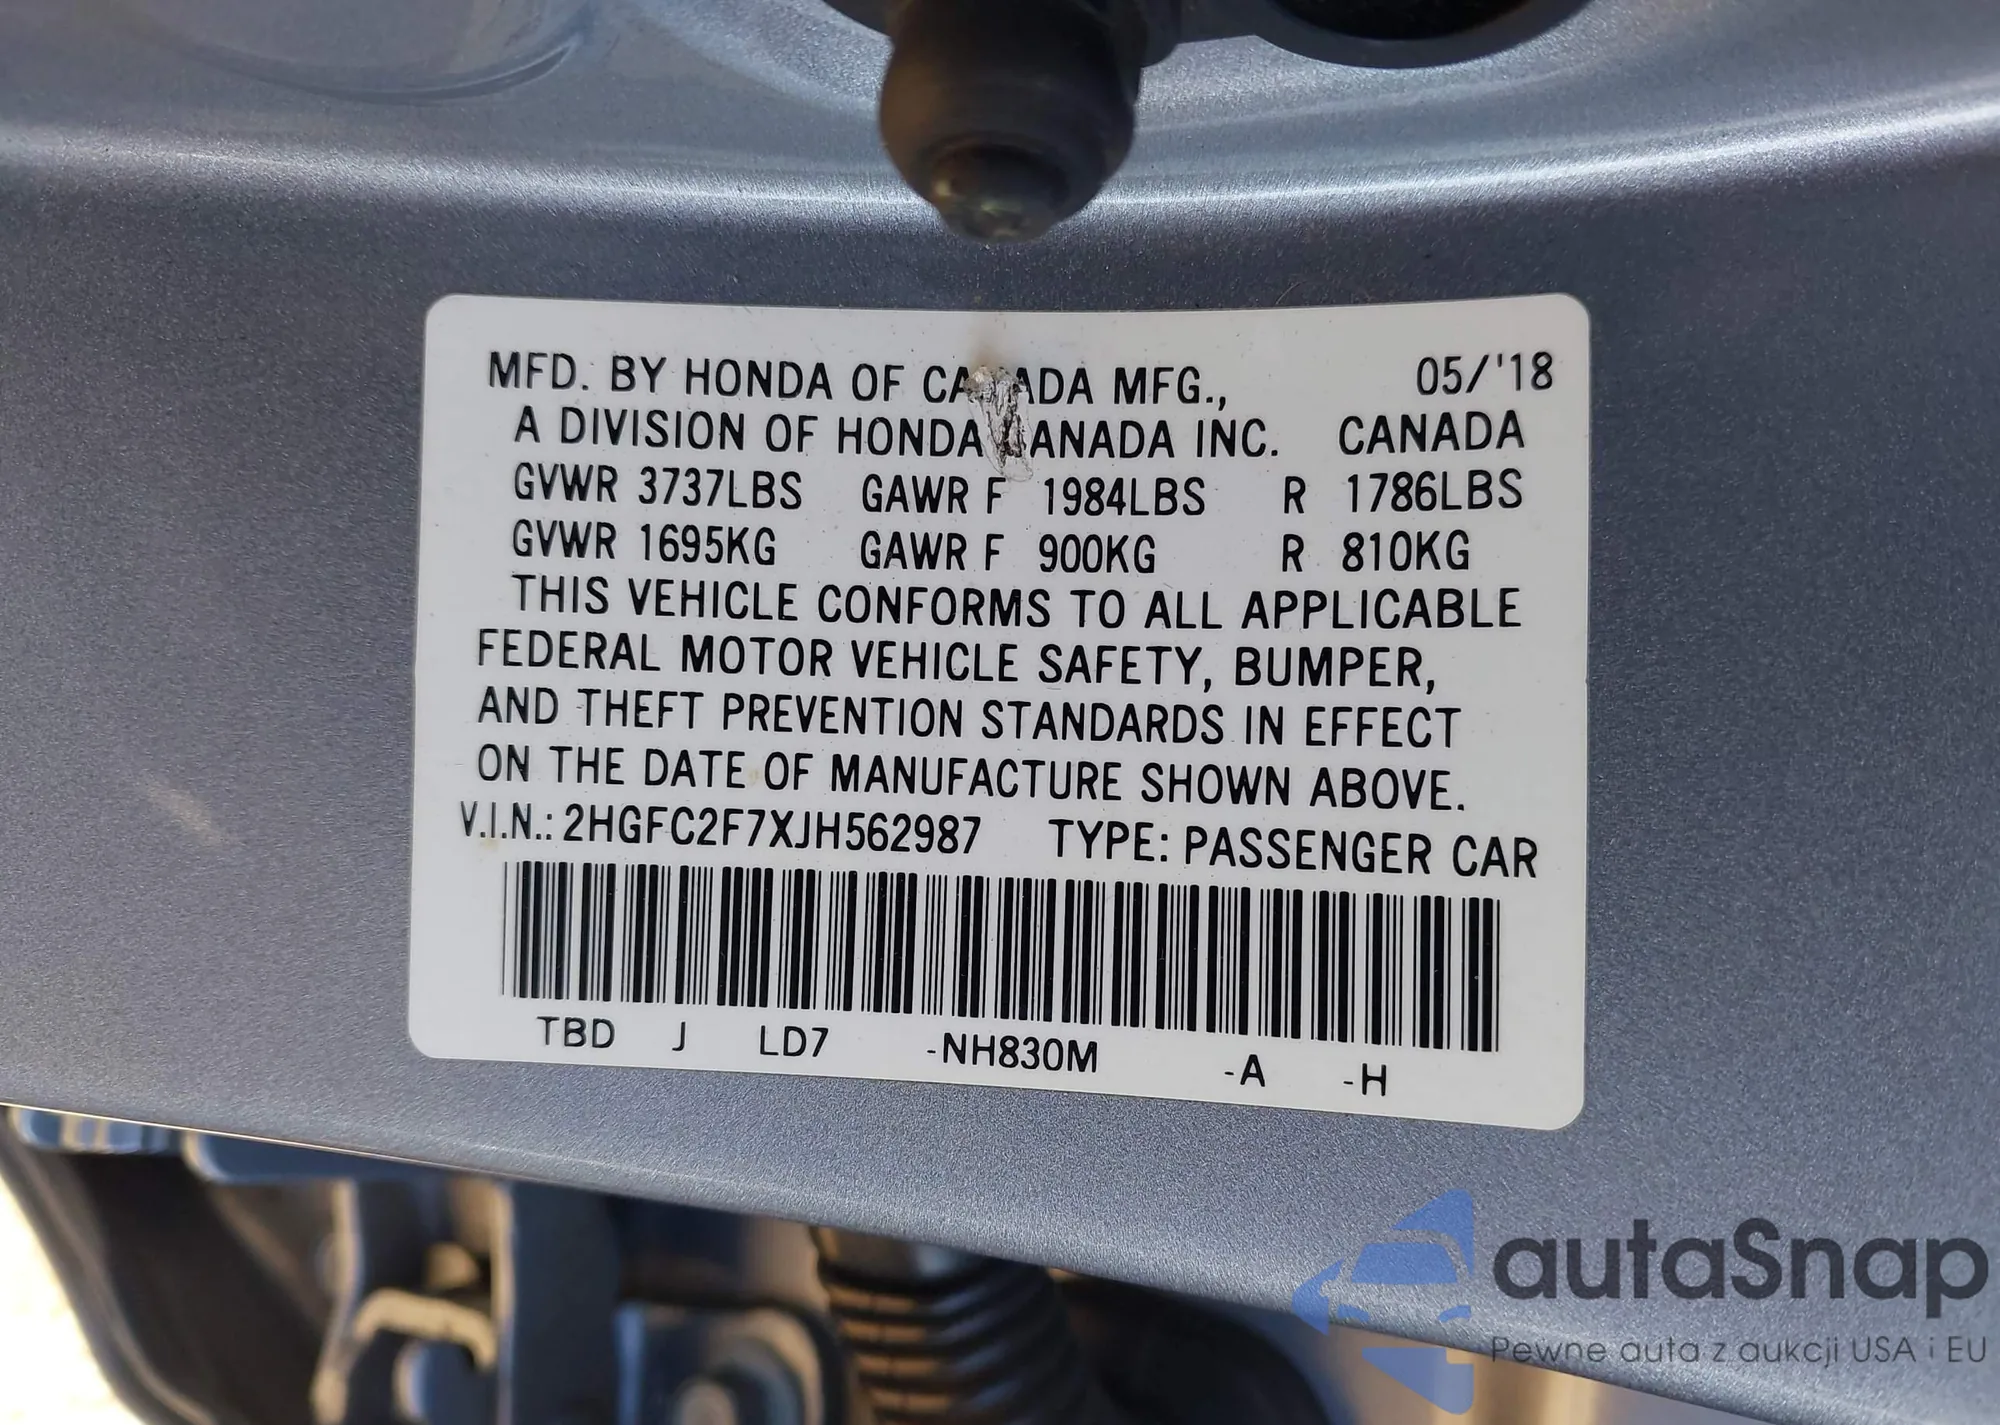 MFD. BY HONDA OF CANADA MFG., 05/'18
A DIVISION OF HONDA CANADA INC. CANADA
GVWR 3737LBS GAWR F 1984LBS R 1786LBS
GVWR 1695KG GAWR F 900KG R 810KG
THIS VEHICLE CONFORMS TO ALL APPLICABLE
FEDERAL MOTOR VEHICLE SAFETY, BUMPER,
AND THEFT PREVENTION STANDARDS IN EFFECT
ON THE DATE OF MANUFACTURE SHOWN ABOVE.
V.I.N.: 2HGFC2F7XJH562987 TYPE: PASSENGER CAR
TBD J LD7 -NH830M -A -H
autaSnap
Pewne auta z aukcji USA i EU